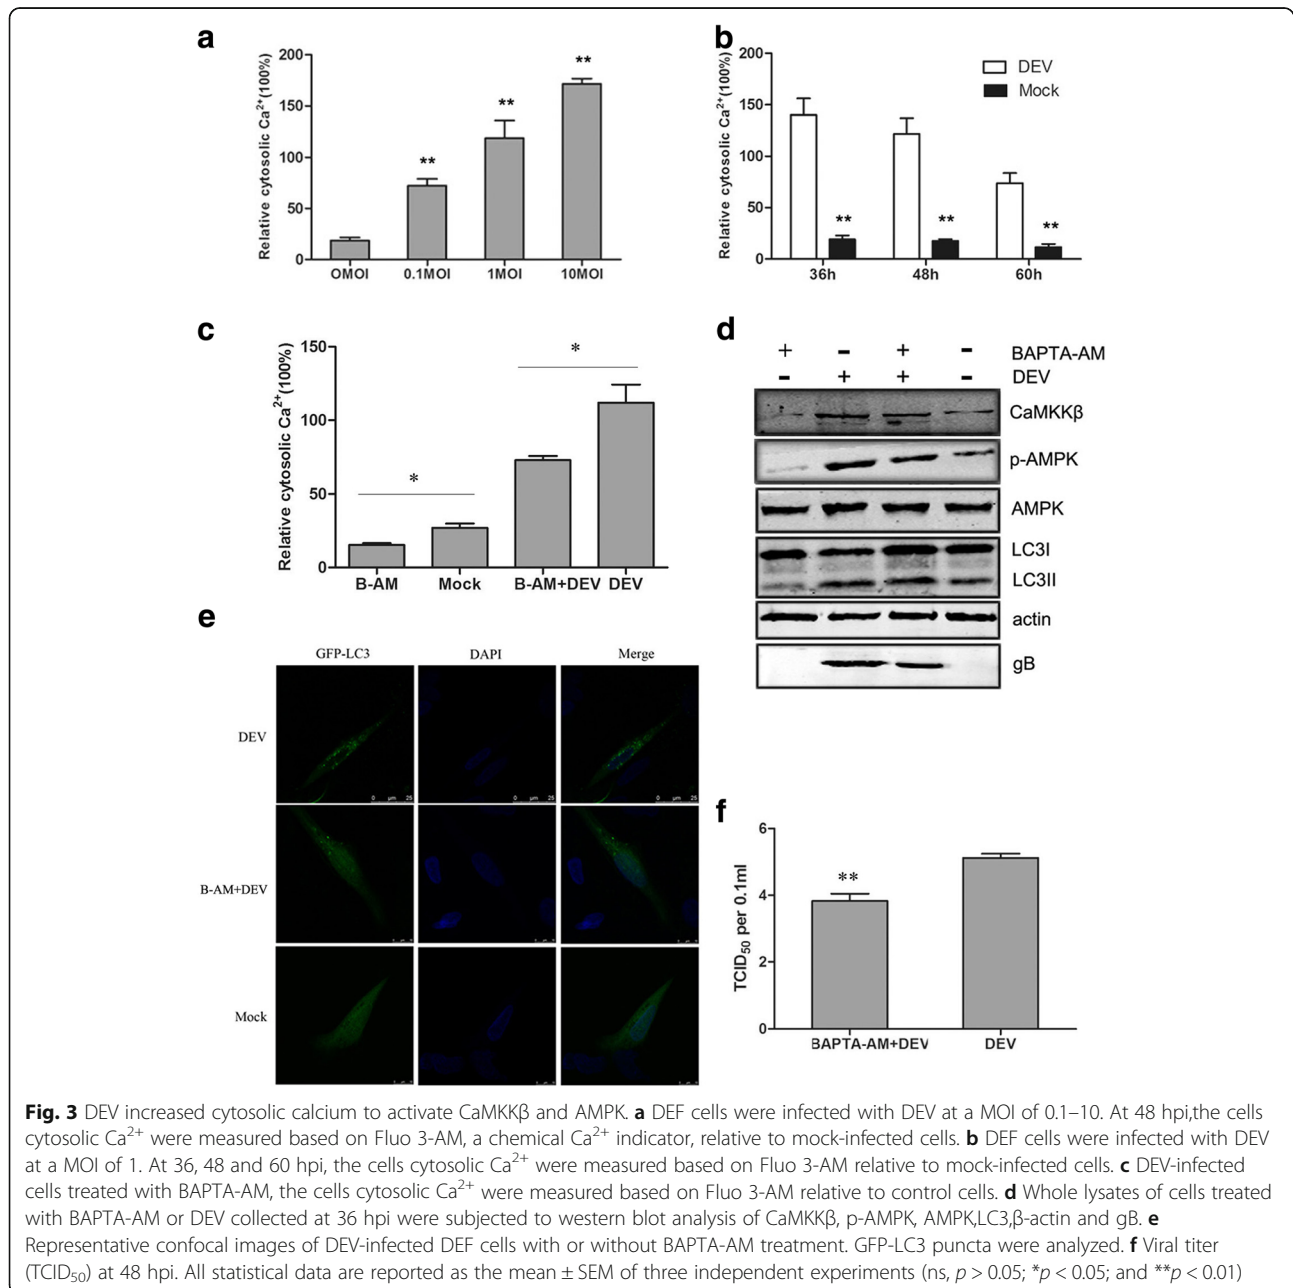 a
Relative cytosolic Ca²⁺(100%)
200
150
100
50
0
**
**
**
OMOI
0.1MOI
1MOI
10MOI
b
Relative cytosolic Ca²⁺(100%)
200
150
100
50
0
DEV
Mock
**
**
**
36h
48h
60h
c
Relative cytosolic Ca²⁺(100%)
150
100
50
0
*
*
B-AM
Mock
B-AM+DEV
DEV
d
+ - + - BAPTA-AM
- + + - DEV
CaMKKβ
p-AMPK
AMPK
LC3I
LC3II
actin
gB
e
GFP-LC3 DAPI Merge
DEV
0 μm 25
0 μm 25
0 μm 25
B-AM+DEV
Mock
f
TCID₅₀ per 0.1ml
6
4
2
0
**
BAPTA-AM+DEV
DEV
Fig. 3 DEV increased cytosolic calcium to activate CaMKKβ and AMPK. a DEF cells were infected with DEV at a MOI of 0.1–10. At 48 hpi,the cells
cytosolic Ca²⁺ were measured based on Fluo 3-AM, a chemical Ca²⁺ indicator, relative to mock-infected cells. b DEF cells were infected with DEV
at a MOI of 1. At 36, 48 and 60 hpi, the cells cytosolic Ca²⁺ were measured based on Fluo 3-AM relative to mock-infected cells. c DEV-infected
cells treated with BAPTA-AM, the cells cytosolic Ca²⁺ were measured based on Fluo 3-AM relative to control cells. d Whole lysates of cells treated
with BAPTA-AM or DEV collected at 36 hpi were subjected to western blot analysis of CaMKKβ, p-AMPK, AMPK,LC3,β-actin and gB. e
Representative confocal images of DEV-infected DEF cells with or without BAPTA-AM treatment. GFP-LC3 puncta were analyzed. f Viral titer
(TCID₅₀) at 48 hpi. All statistical data are reported as the mean ± SEM of three independent experiments (ns, p > 0.05; *p < 0.05; and **p < 0.01)